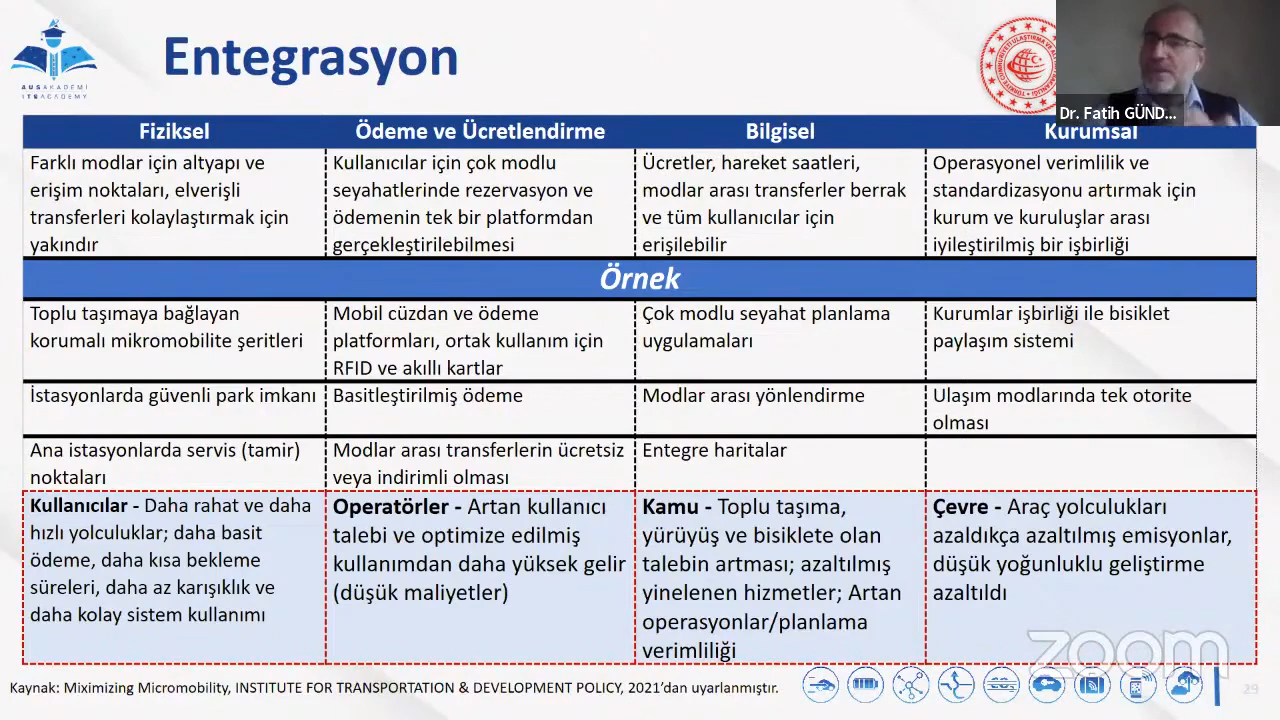 AUSAKADEMİ
ITS ACADEMY
Entegrasyon
Dr. Fatih GÜND...
Fiziksel
Ödeme ve Ücretlendirme
Bilgisel
Kurumsal
Farklı modlar için altyapı ve
erişim noktaları, elverişli
transferleri kolaylaştırmak için
yakındır
Kullanıcılar için çok modlu
seyahatlerinde rezervasyon ve
ödemenin tek bir platformdan
gerçekleştirilebilmesi
Ücretler, hareket saatleri,
modlar arası transferler berrak
ve tüm kullanıcılar için
erişilebilir
Operasyonel verimlilik ve
standardizasyonu artırmak için
kurum ve kuruluşlar arası
iyileştirilmiş bir işbirliği
Örnek
Toplu taşımaya bağlayan
korumalı mikromobilite şeritleri
Mobil cüzdan ve ödeme
platformları, ortak kullanım için
RFID ve akıllı kartlar
Çok modlu seyahat planlama
uygulamaları
Kurumlar işbirliği ile bisiklet
paylaşım sistemi
İstasyonlarda güvenli park imkanı
Basitleştirilmiş ödeme
Modlar arası yönlendirme
Ulaşım modlarında tek otorite
olması
Ana istasyonlarda servis (tamir)
noktaları
Modlar arası transferlerin ücretsiz
veya indirimli olması
Entegre haritalar
Kullanıcılar - Daha rahat ve daha
hızlı yolculuklar; daha basit
ödeme, daha kısa bekleme
süreleri, daha az karışıklık ve
daha kolay sistem kullanımı
Operatörler - Artan kullanıcı
talebi ve optimize edilmiş
kullanımdan daha yüksek gelir
(düşük maliyetler)
Kamu - Toplu taşıma,
yürüyüş ve bisiklete olan
talebin artması; azaltılmış
yinelenen hizmetler; Artan
operasyonlar/planlama
verimliliği
Çevre - Araç yolculukları
azaldıkça azaltılmış emisyonlar,
düşük yoğunluklu geliştirme
azaltıldı
zoom
Kaynak: Miximizing Micromobility, INSTITUTE FOR TRANSPORTATION & DEVELOPMENT POLICY, 2021'dan uyarlanmıştır.
29